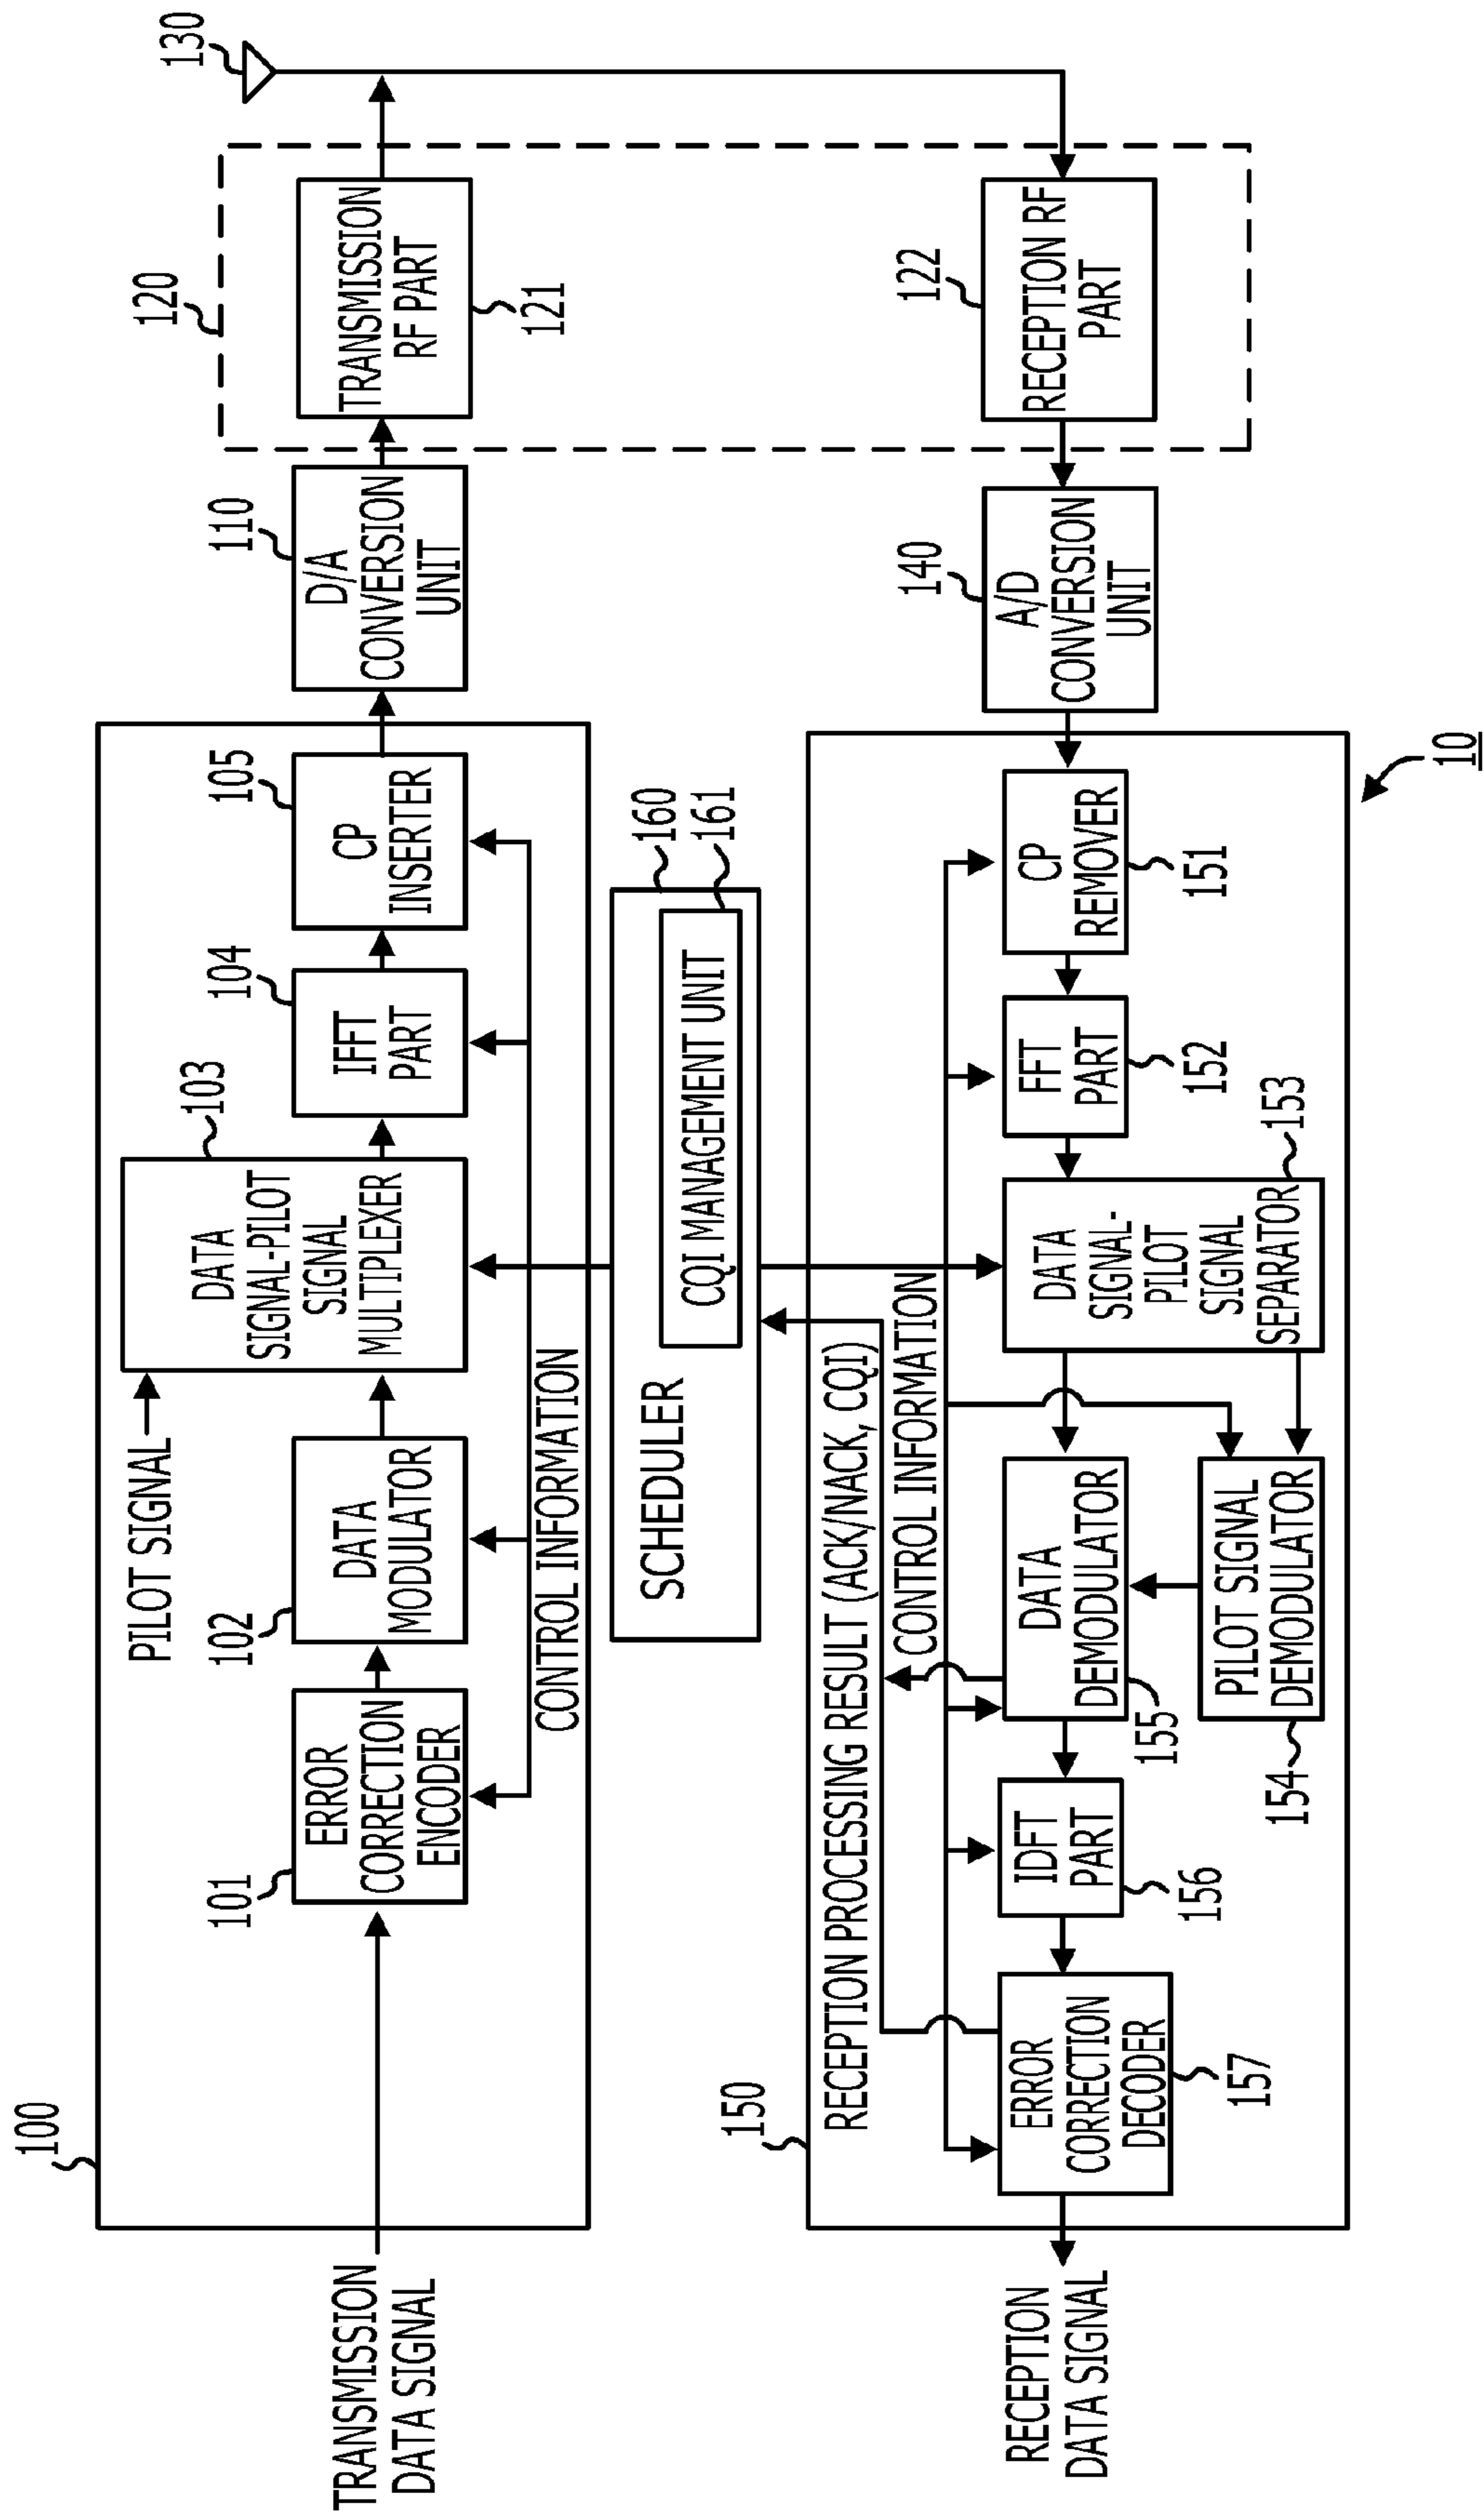 130
120
TRANSMISSION
RF PART
121
122
RECEPTION RF
PART
110
D/A
CONVERSION
UNIT
140
A/D
CONVERSION
UNIT
100
105
CP
INSERTER
104
IFFT
PART
103
DATA
SIGNAL-PILOT
SIGNAL
MULTIPLEXER
PILOT SIGNAL
102
DATA
MODULATOR
101
ERROR
CORRECTION
ENCODER
CONTROL INFORMATION
TRANSMISSION
DATA SIGNAL
160
161
CQI MANAGEMENT UNIT
SCHEDULER
10
150
CP
REMOVER
151
FFT
PART
152
153
DATA
SIGNAL-
PILOT
SIGNAL
SEPARATOR
RECEPTION PROCESSING RESULT (ACK/NACK, CQI)
CONTROL INFORMATION
DATA
DEMODULATOR
155
PILOT SIGNAL
DEMODULATOR
154
IDFT
PART
156
ERROR
CORRECTION
DECODER
157
RECEPTION
DATA SIGNAL